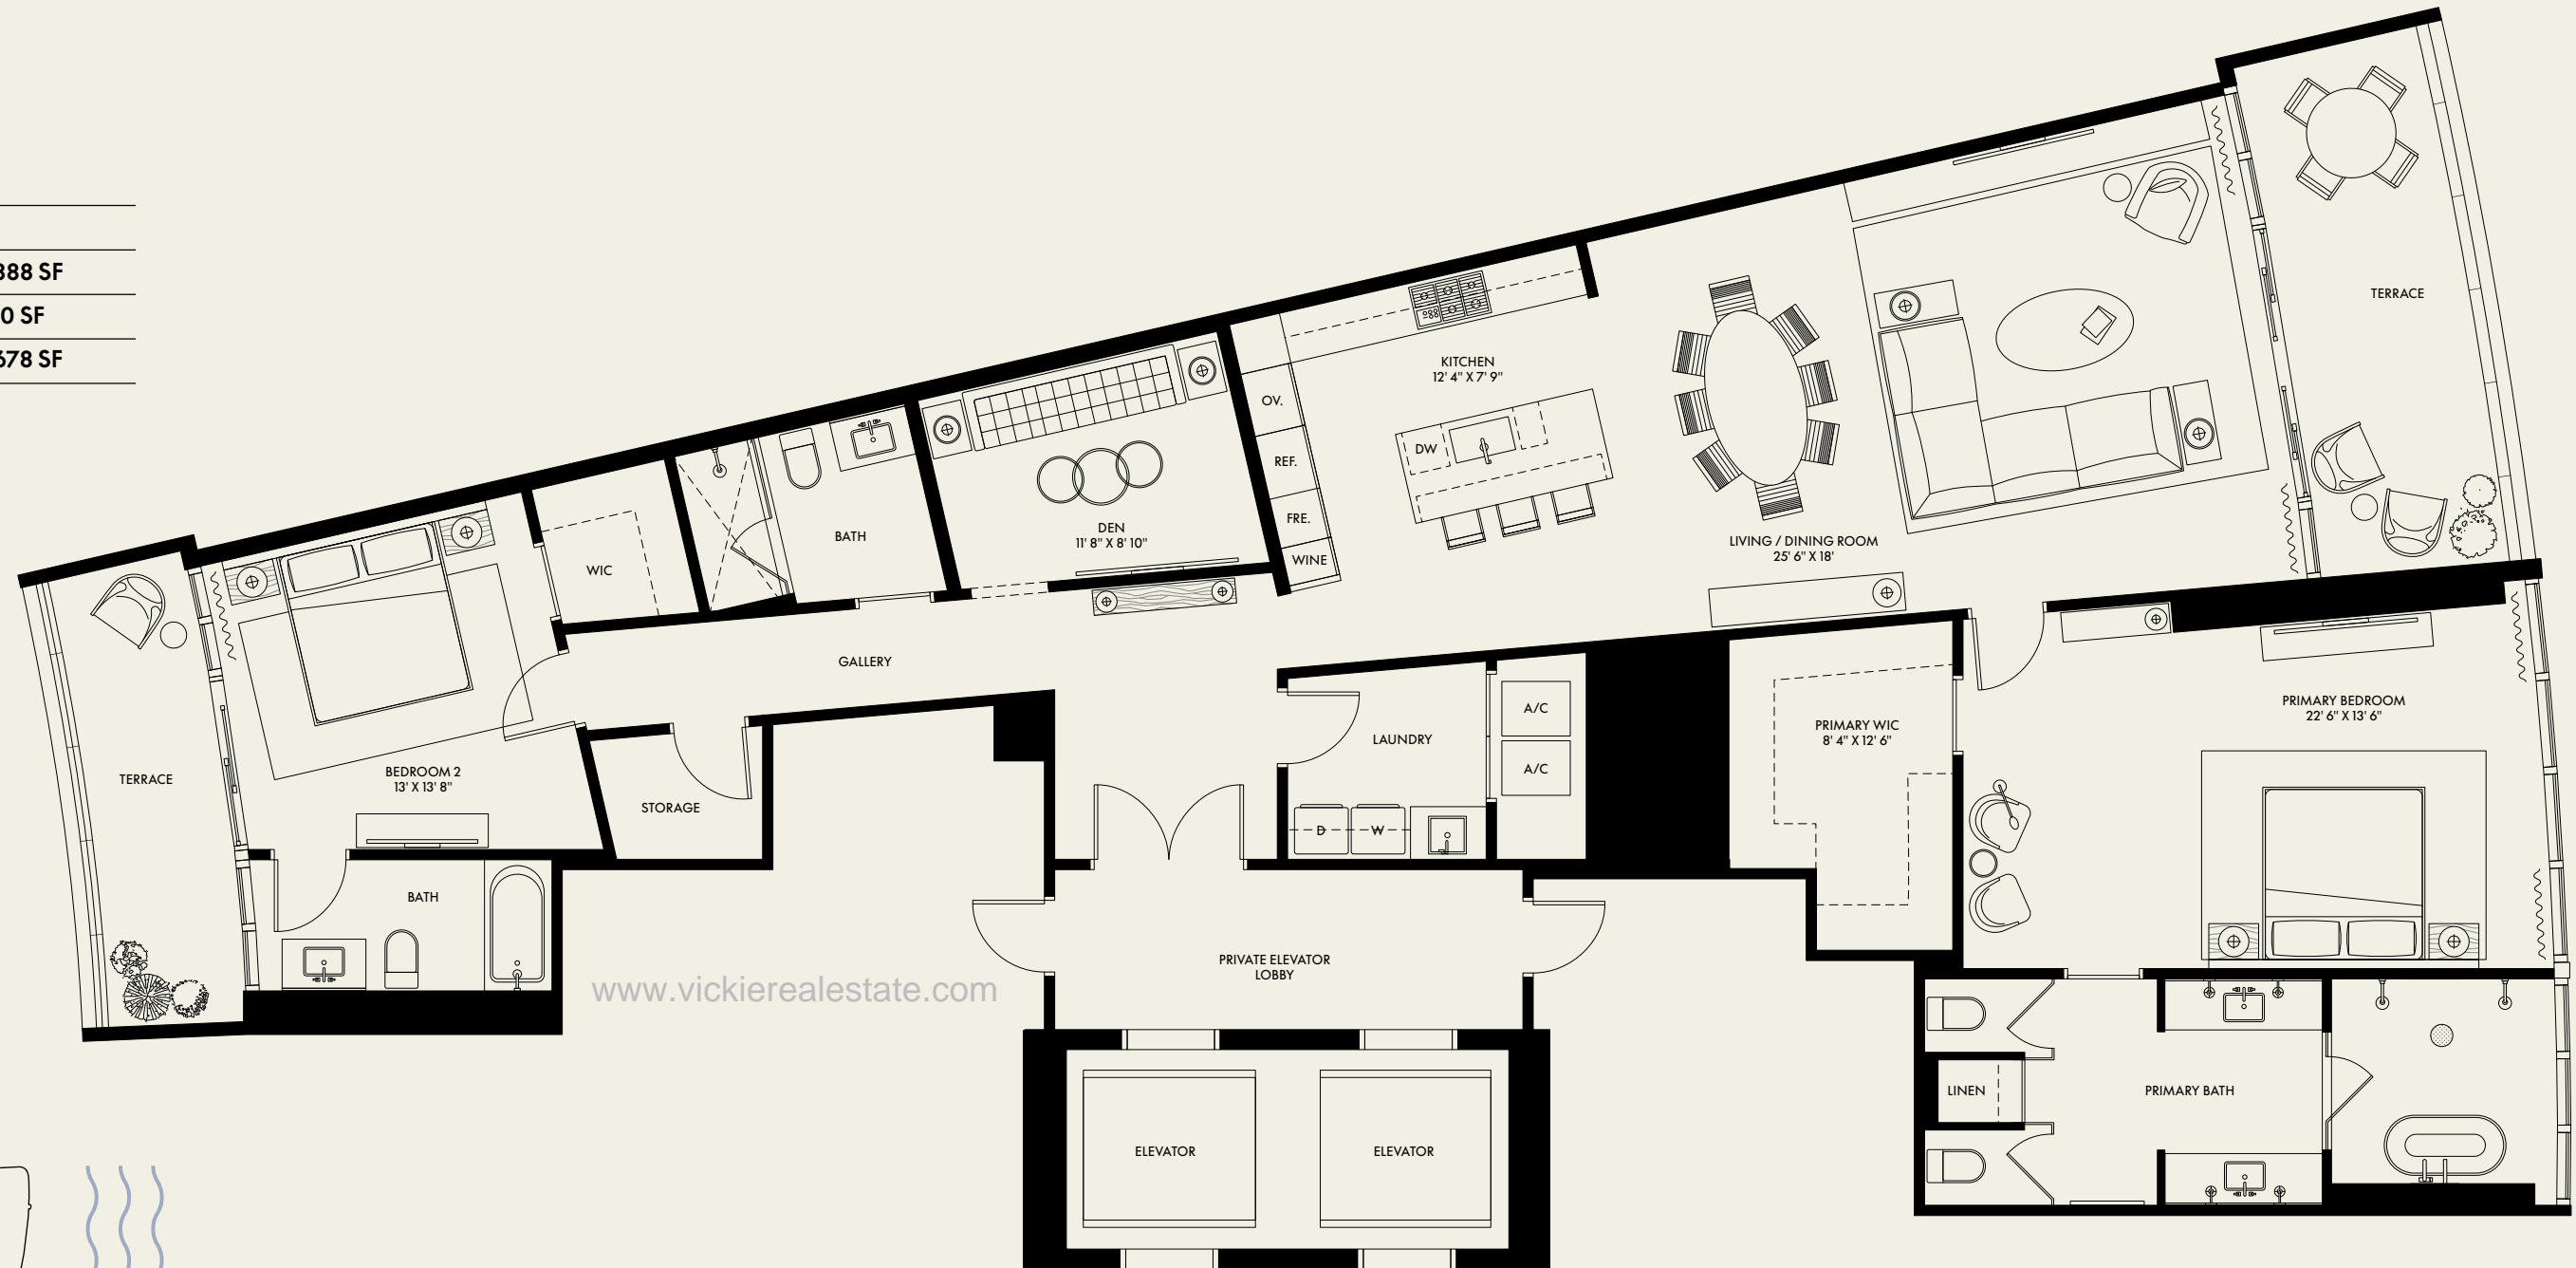 388 SF
0 SF
678 SF
TERRACE
KITCHEN
12' 4" X 7' 9"
OV.
REF.
DW
FRE.
WINE
DEN
11' 8" X 8' 10"
BATH
WIC
LIVING / DINING ROOM
25' 6" X 18'
GALLERY
PRIMARY BEDROOM
22' 6" X 13' 6"
PRIMARY WIC
8' 4" X 12' 6"
A/C
LAUNDRY
A/C
TERRACE
BEDROOM 2
13' X 13' 8"
STORAGE
D
W
BATH
PRIVATE ELEVATOR
LOBBY
www.vickierealestate.com
LINEN
PRIMARY BATH
ELEVATOR
ELEVATOR